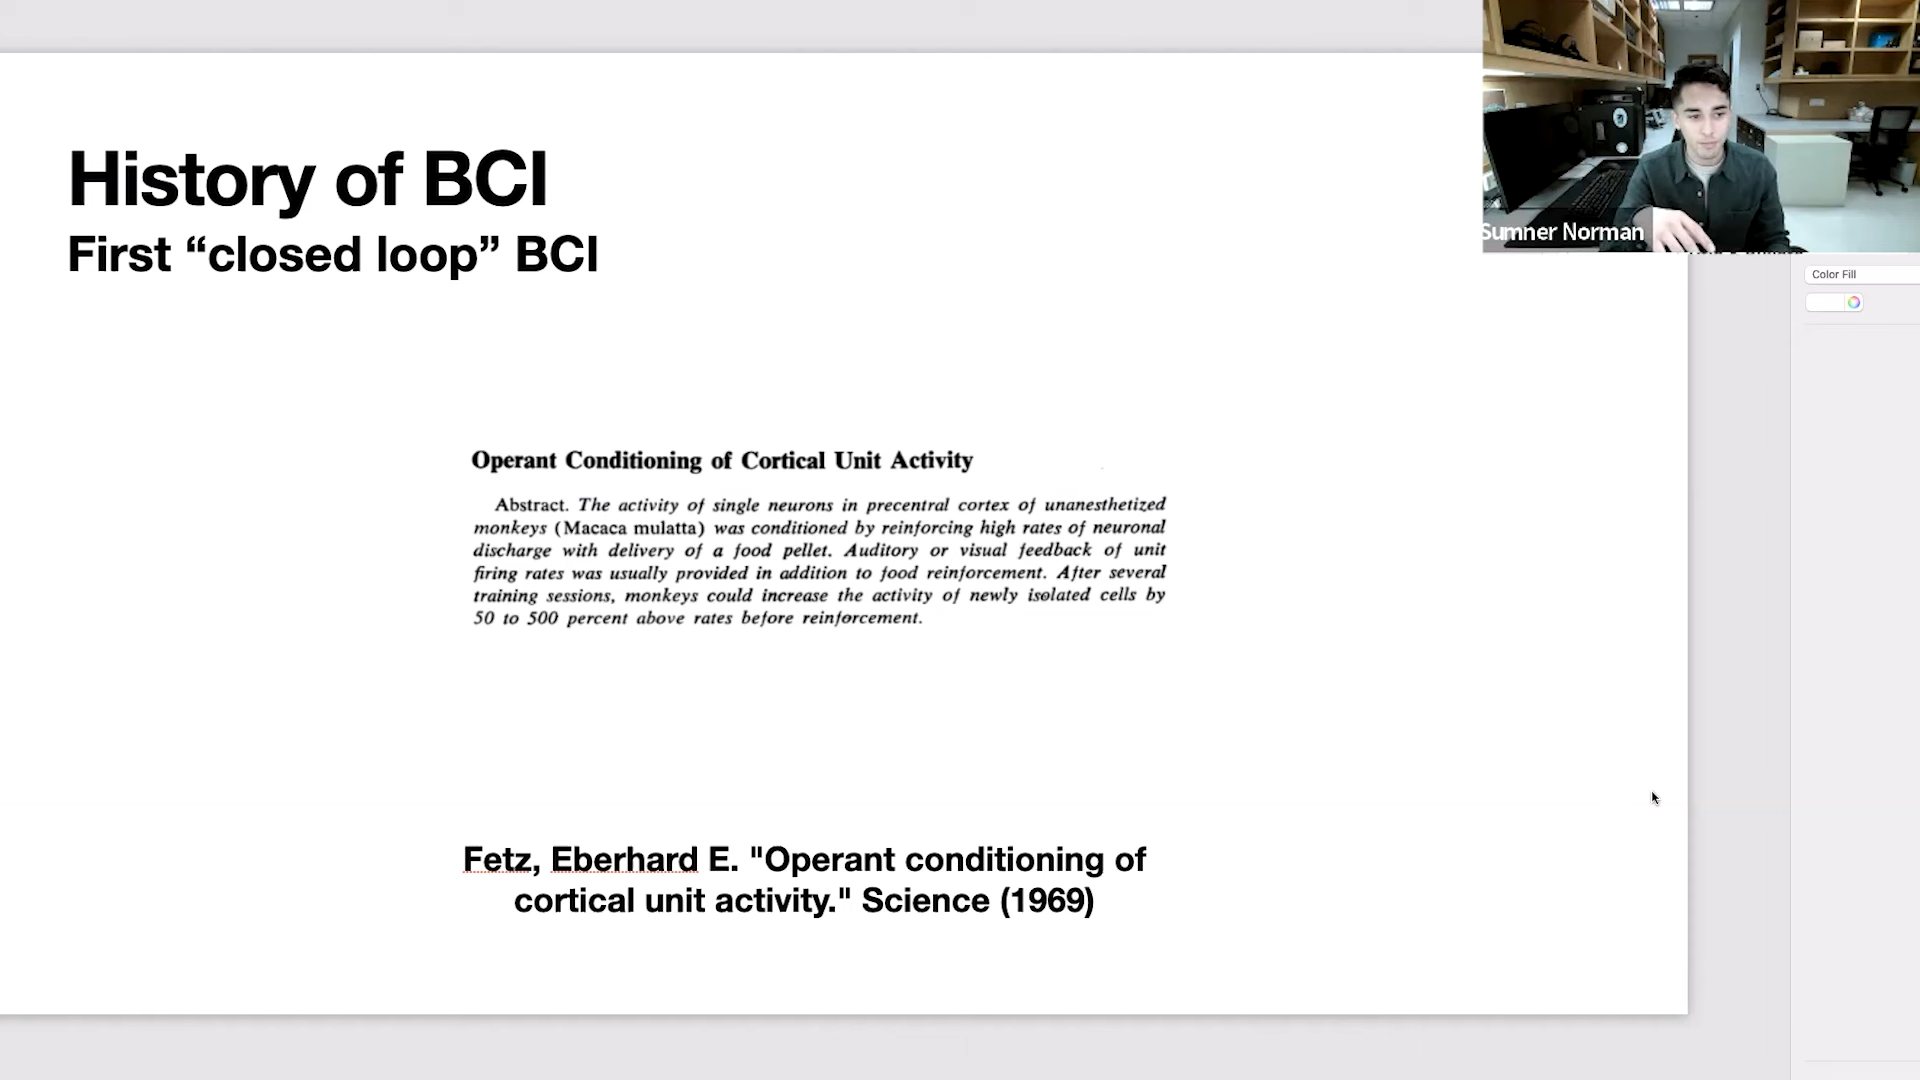 History of BCI
First “closed loop” BCI
Sumner Norman
Color Fill
Operant Conditioning of Cortical Unit Activity
Abstract. The activity of single neurons in precentral cortex of unanesthetized
monkeys (Macaca mulatta) was conditioned by reinforcing high rates of neuronal
discharge with delivery of a food pellet. Auditory or visual feedback of unit
firing rates was usually provided in addition to food reinforcement. After several
training sessions, monkeys could increase the activity of newly isolated cells by
50 to 500 percent above rates before reinforcement.
Fetz, Eberhard E. "Operant conditioning of
cortical unit activity." Science (1969)